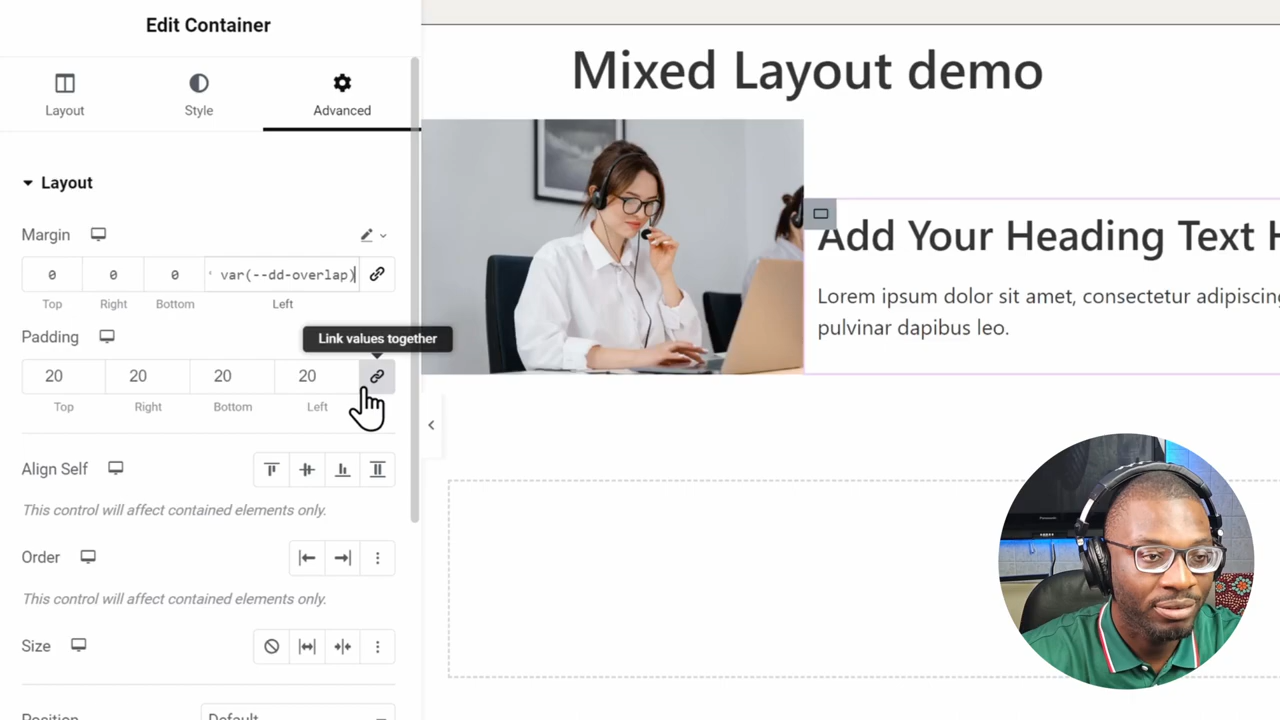 Edit Container
Layout
Style
Advanced
Layout
Margin
0
0
0
var(--dd-overlap)
Top
Right
Bottom
Left
Padding
Link values together
20
20
20
20
Top
Right
Bottom
Left
Align Self
This control will affect contained elements only.
Order
This control will affect contained elements only.
Size
Position
Default
Mixed Layout demo
Add Your Heading Text H
Lorem ipsum dolor sit amet, consectetur adipiscing
pulvinar dapibus leo.
Panasonic